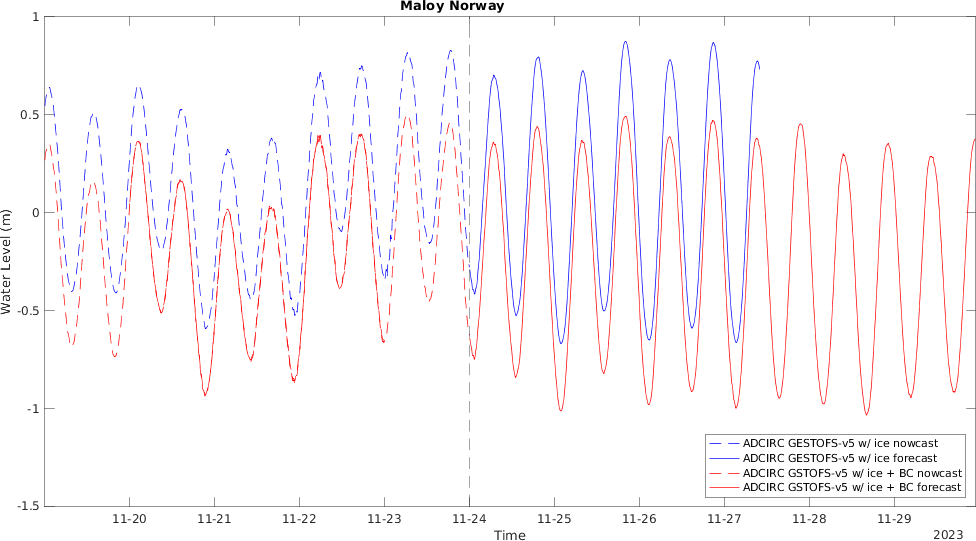 Maloy Norway
1
0.5
0
-0.5
-1
-1.5
Water Level (m)
11-20 11-21 11-22 11-23 11-24 11-25 11-26 11-27 11-28 11-29
Time
2023
ADCIRC GESTOFS-v5 w/ ice nowcast
ADCIRC GESTOFS-v5 w/ ice forecast
ADCIRC GSTOFS-v5 w/ ice + BC nowcast
ADCIRC GSTOFS-v5 w/ ice + BC forecast